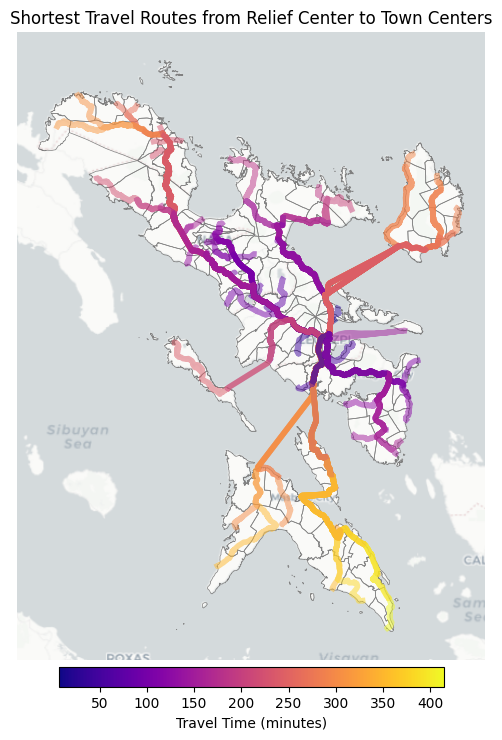 Shortest Travel Routes from Relief Center to Town Centers
Sibuyan
Sea
CAL
Sam
Se
ROXAS
Visayan
50 100 150 200 250 300 350 400
Travel Time (minutes)